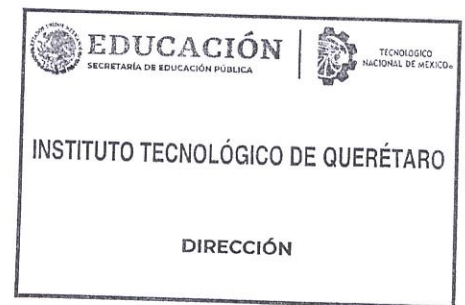 EDUCACIÓN
SECRETARÍA DE EDUCACIÓN PÚBLICA
TECNOLÓGICO
NACIONAL DE MÉXICO®
INSTITUTO TECNOLÓGICO DE QUERÉTARO
DIRECCIÓN